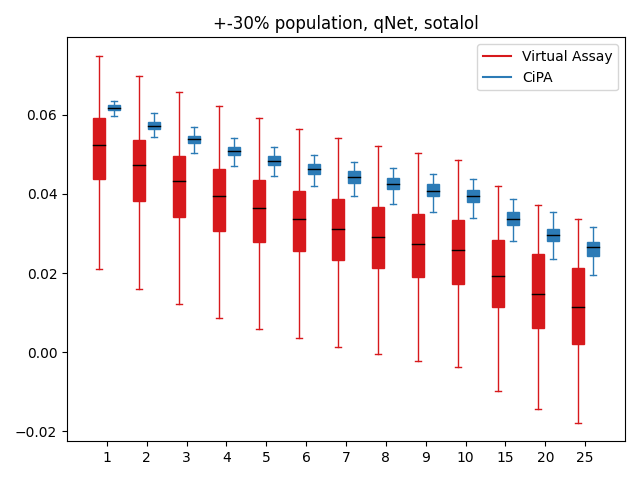 +-30% population, qNet, sotalol
Virtual Assay
CiPA
0.06
0.04
0.02
0.00
−0.02
1 2 3 4 5 6 7 8 9 10 15 20 25